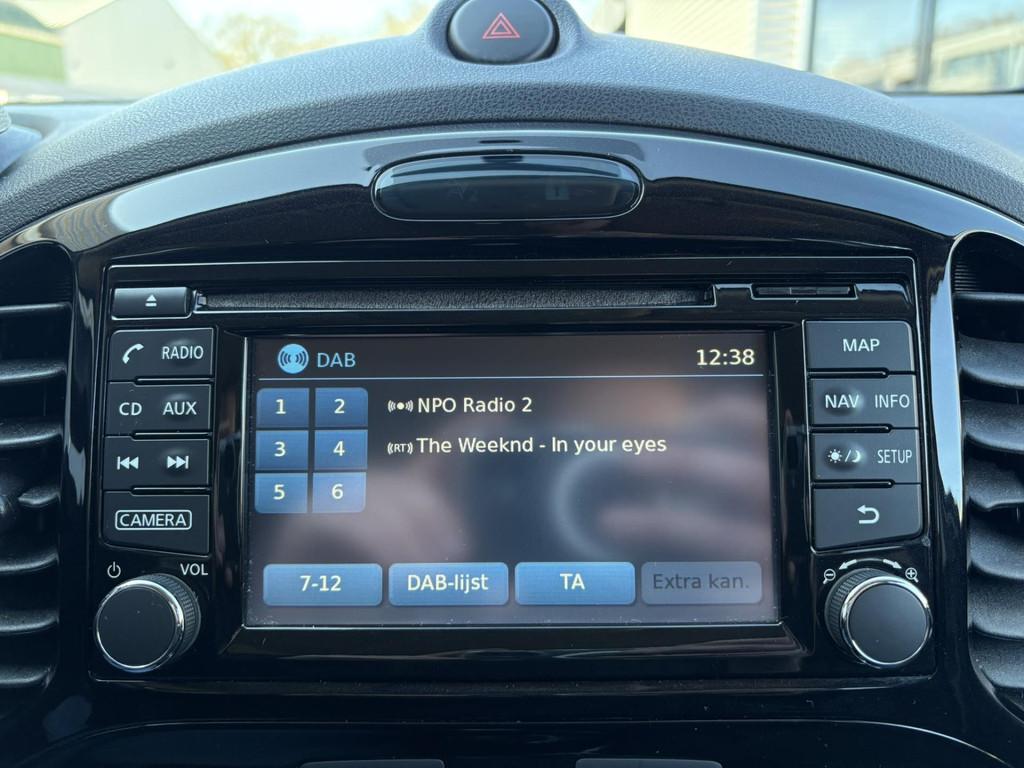 RADIO
CD AUX
CAMERA
VOL
DAB 12:38
1 2
3 4
5 6
NPO Radio 2
((RT)) The Weeknd - In your eyes
7-12 DAB-lijst TA Extra kan.
MAP
NAV INFO
SETUP